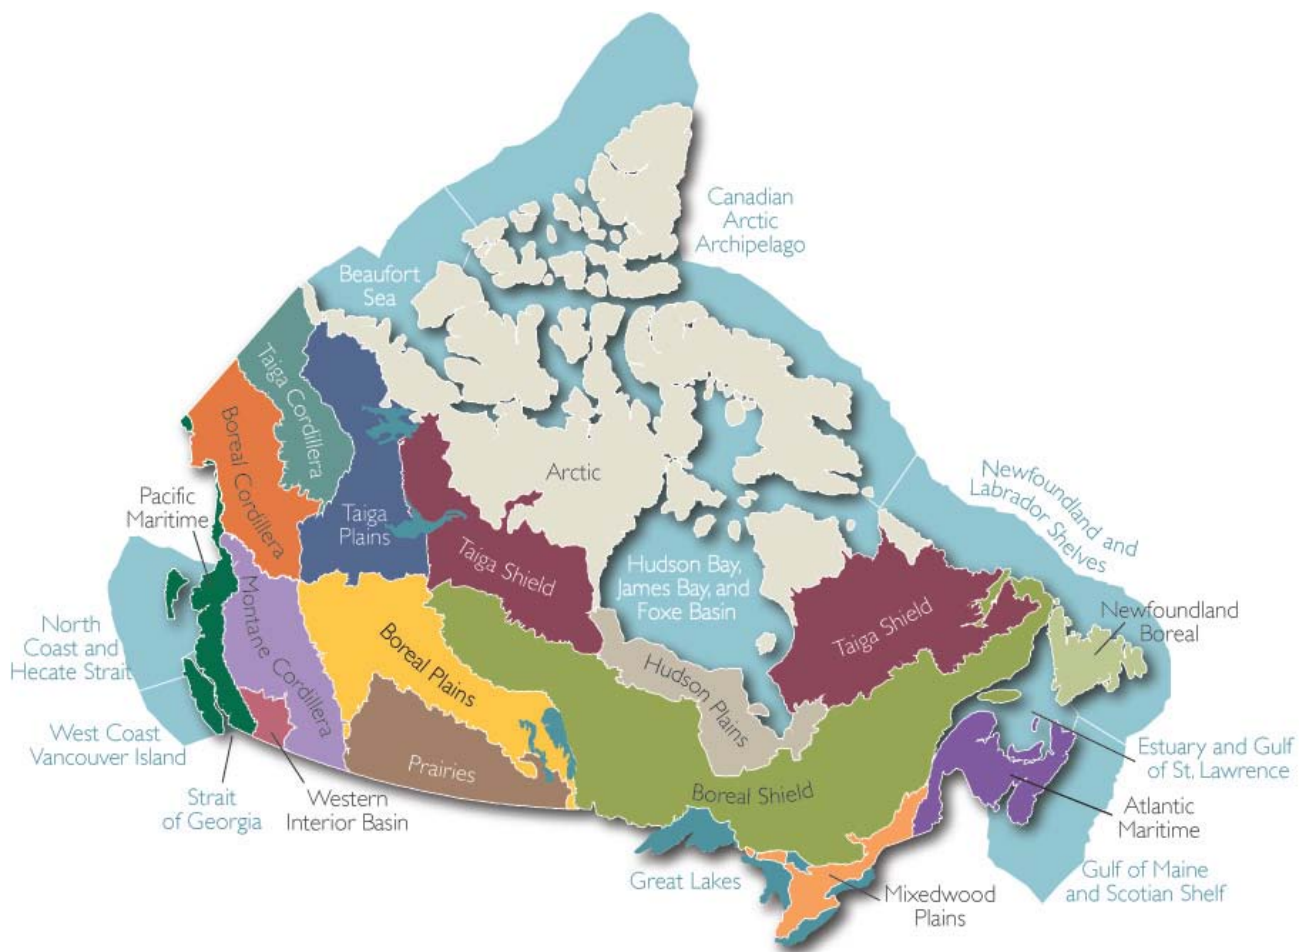 Canadian
Arctic
Archipelago
Beaufort
Sea
Taiga Cordillera
Boreal Cordillera
Arctic
Newfoundland and
Labrador Shelves
Pacific
Maritime
Taiga
Plains
Taiga Shield
Hudson Bay,
James Bay, and
Foxe Basin
Taiga Shield
Newfoundland
Boreal
North
Coast and
Hecate Strait
Montane Cordillera
Boreal Plains
Hudson Plains
West Coast
Vancouver Island
Prairies
Boreal Shield
Estuary and Gulf
of St. Lawrence
Strait
of Georgia
Western
Interior Basin
Atlantic
Maritime
Great Lakes
Mixedwood
Plains
Gulf of Maine
and Scotian Shelf